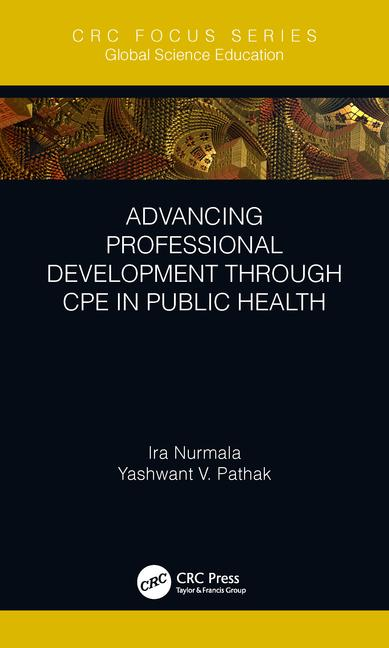 CRC FOCUS SERIES
Global Science Education
ADVANCING
PROFESSIONAL
DEVELOPMENT THROUGH
CPE IN PUBLIC HEALTH
Ira Nurmala
Yashwant V. Pathak
CRC
CRC Press
Taylor & Francis Group